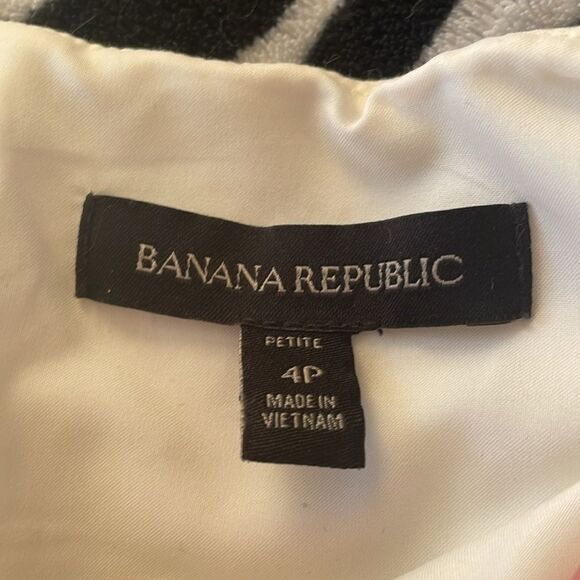 BANANA REPUBLIC
PETITE
4P
MADE IN
VIETNAM